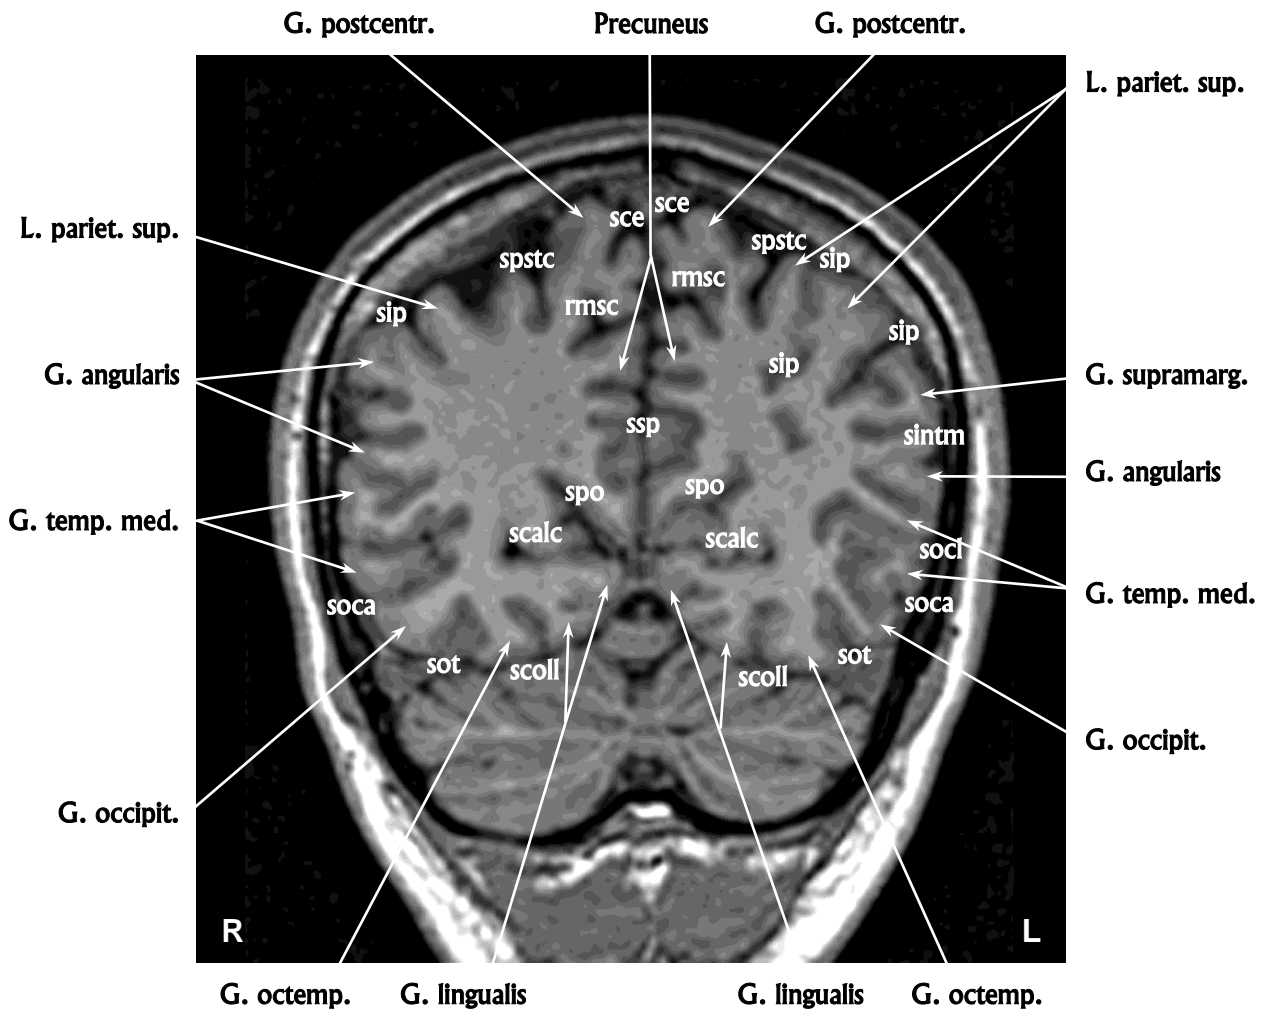 G. postcentr. Precuneus G. postcentr.
L. pariet. sup.
sce sce
L. pariet. sup.
spstc spstc sip
rmsc rmsc
sip sip
sip
G. angularis G. supramarg.
ssp sintm
G. angularis
spo spo
G. temp. med.
scalc scalc socl
G. temp. med.
soca soca
sot scoll scoll sot
G. occipit.
G. occipit.
R L
G. octemp. G. lingualis G. lingualis G. octemp.